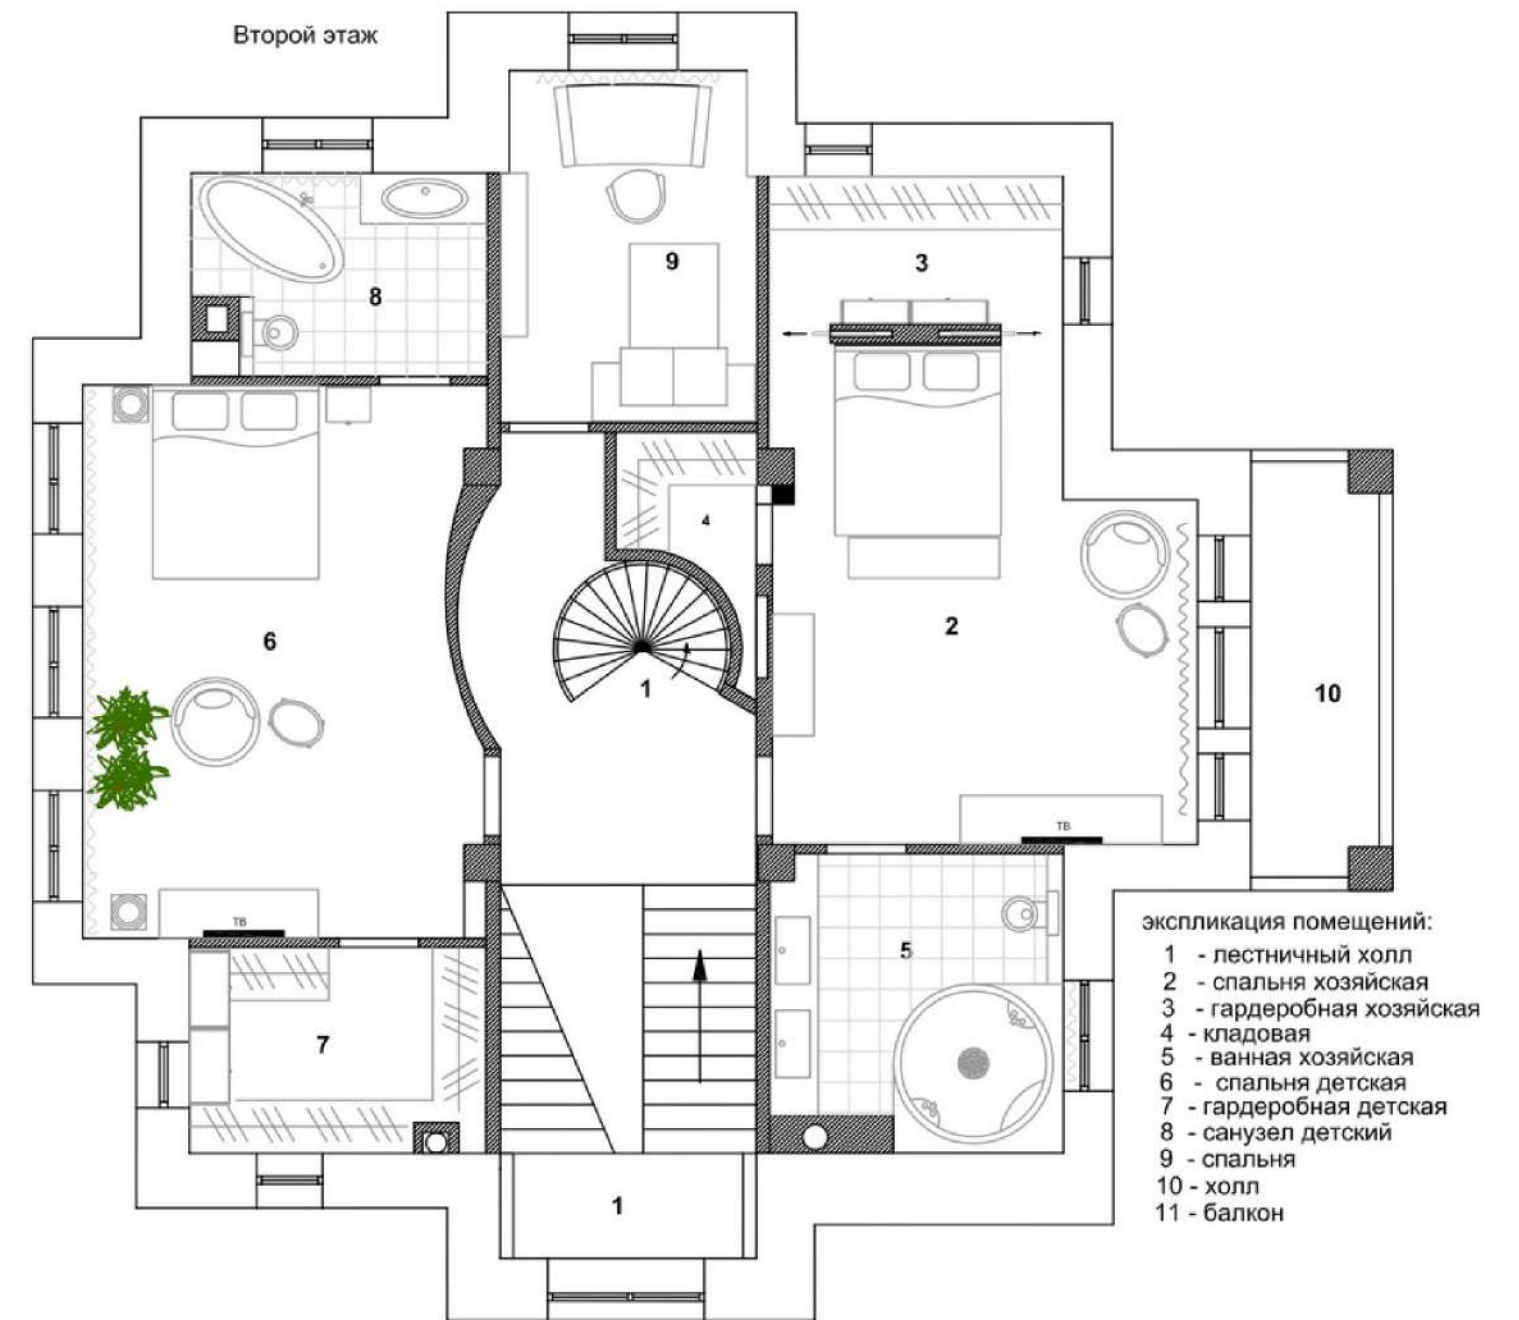 Второй этаж
9
3
8
4
6
2
1
10
ТВ
ТВ
5
7
1
экспликация помещений:
1 - лестничный холл
2 - спальня хозяйская
3 - гардеробная хозяйская
4 - кладовая
5 - ванная хозяйская
6 - спальня детская
7 - гардеробная детская
8 - санузел детский
9 - спальня
10 - холл
11 - балкон